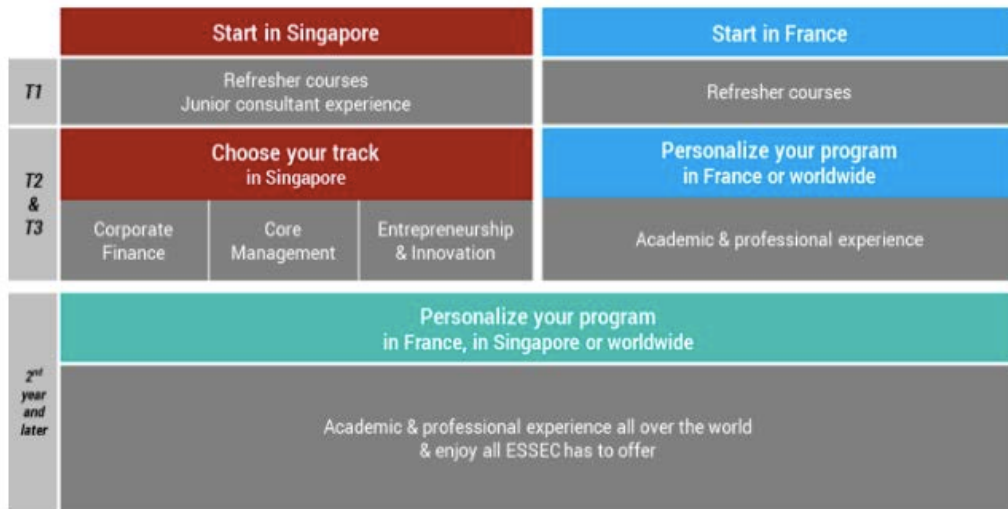 Start in Singapore
Start in France
T1
Refresher courses
Junior consultant experience
Refresher courses
T2
&
T3
Choose your track
in Singapore
Personalize your program
in France or worldwide
Corporate
Finance
Core
Management
Entrepreneurship
& Innovation
Academic & professional experience
2nd
year
and
later
Personalize your program
in France, in Singapore or worldwide
Academic & professional experience all over the world
& enjoy all ESSEC has to offer